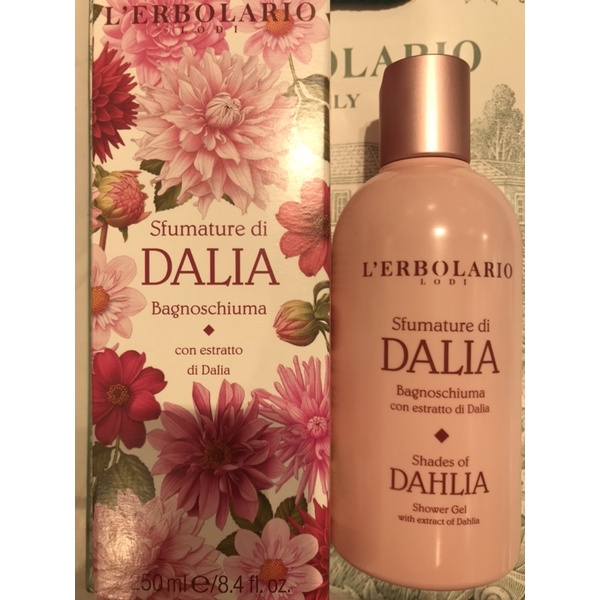 L'ERBOLARIO
LODI
Sfumature di
DALIA
Bagnoschiuma
con estratto
di Dalia
50 ml e/8.4 fl. oz.
OLARIO
LY
L'ERBOLARIO
LODI
Sfumature di
DALIA
Bagnoschiuma
con estratto di Dalia
Shades of
DAHLIA
Shower Gel
with extract of Dahlia